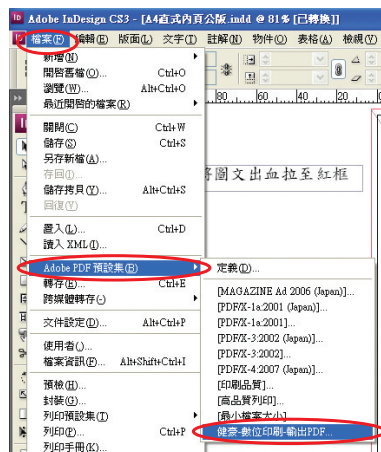 Adobe InDesign CS3 - [A4直式內頁公版.indd @ 81% [已轉換]]
檔案(F) 編輯(E) 版面(L) 文字(T) 註解(N) 物件(O) 表格(A) 檢視(V)
新增(N)
開啟舊檔(O)... Ctrl+O
瀏覽(W)... Alt+Ctrl+O
最近開啟的檔案(R)
80 60 40 20 0
關閉(C) Ctrl+W
儲存(S) Ctrl+S
另存新檔(A)...
存回(I)...
將圖文出血拉至紅框
儲存拷貝(Y)... Alt+Ctrl+S
回復(Y)
置入(L)... Ctrl+D
讀入 XML(I)...
Adobe PDF 預設集(B)
定義(D)...
轉存(E)... Ctrl+E
跨媒體轉存(-)
[MAGAZINE Ad 2006 (Japan)]...
[PDF/X-1a:2001 (Japan)]...
文件設定(D)... Alt+Ctrl+P
[PDF/X-1a:2001]...
[PDF/X-3:2002 (Japan)]...
使用者(,)...
[PDF/X-3:2002]...
檔案資訊(F)... Alt+Shift+Ctrl+I
[PDF/X-4:2007 (Japan)]...
預檢(H)...
[印刷品質]...
封裝(G)...
[高品質列印]...
列印預設集(T)
[最小檔案大小]...
列印(P)... Ctrl+P
健豪-數位印刷-輸出PDF...
列印手冊(K)...